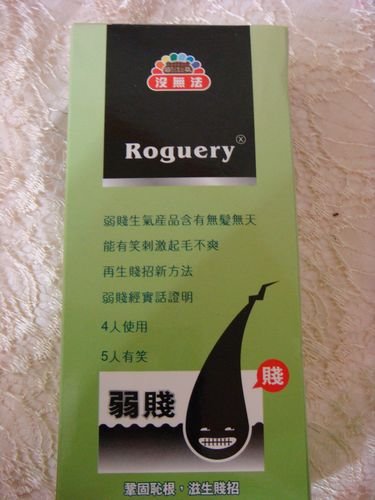 沒無法
Roguery
弱賤生氣産品含有無髮無天
能有笑刺激起毛不爽
再生賤招新方法
弱賤經實話證明
4人使用
5人有笑
賤
弱賤
鞏固恥根，滋生賤招